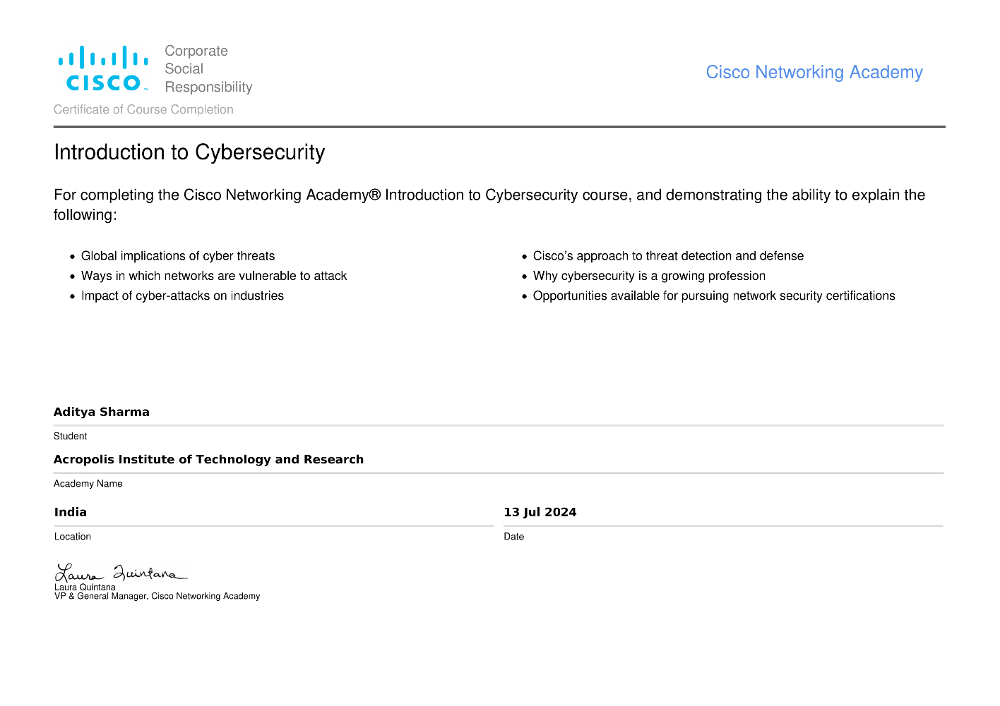 CISCO
Corporate
Social
Responsibility
Cisco Networking Academy
Certificate of Course Completion
Introduction to Cybersecurity
For completing the Cisco Networking Academy® Introduction to Cybersecurity course, and demonstrating the ability to explain the
following:
• Global implications of cyber threats
• Ways in which networks are vulnerable to attack
• Impact of cyber-attacks on industries
• Cisco’s approach to threat detection and defense
• Why cybersecurity is a growing profession
• Opportunities available for pursuing network security certifications
Aditya Sharma
Student
Acropolis Institute of Technology and Research
Academy Name
India
Location
13 Jul 2024
Date
Laura Quintana
Laura Quintana
VP & General Manager, Cisco Networking Academy